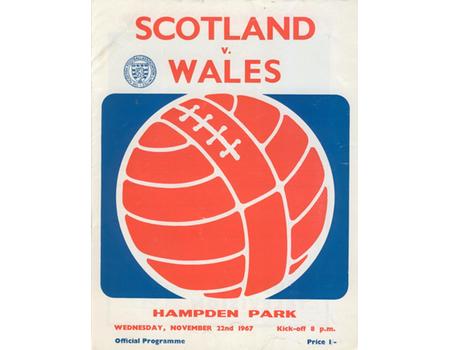 SCOTLAND
v.
WALES
HAMPDEN PARK
WEDNESDAY, NOVEMBER 22nd 1967 Kick-off 8 p.m.
Official Programme Price 1/-